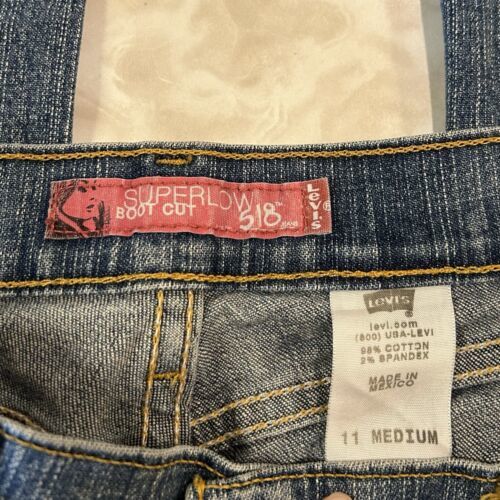 SUPERLOW
BOOT CUT
518™
JEANS
LEVI'S®
Levi's
levi.com
(800) USA-LEVI
98% COTTON
2% SPANDEX
MADE IN
MEXICO
11 MEDIUM